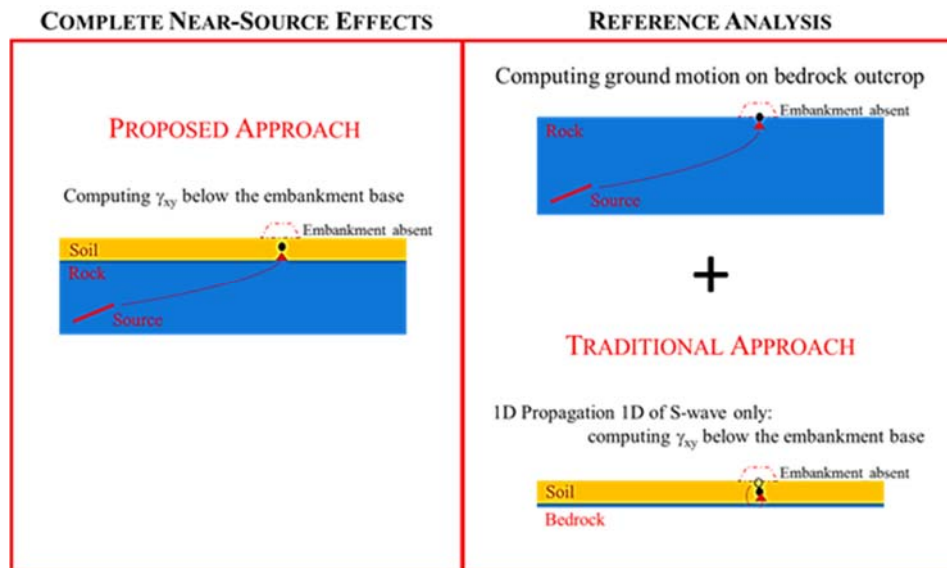 COMPLETE NEAR-SOURCE EFFECTS
PROPOSED APPROACH
Computing γxy below the embankment base
Embankment absent
Soil
Rock
Source
REFERENCE ANALYSIS
Computing ground motion on bedrock outcrop
Embankment absent
Rock
Source
+
TRADITIONAL APPROACH
1D Propagation 1D of S-wave only:
computing γxy below the embankment base
Embankment absent
Soil
Bedrock